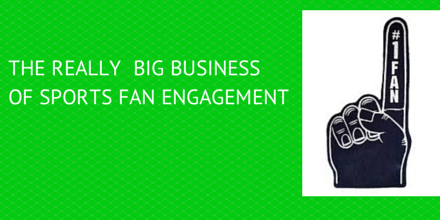 THE REALLY BIG BUSINESS
OF SPORTS FAN ENGAGEMENT
#1 FAN